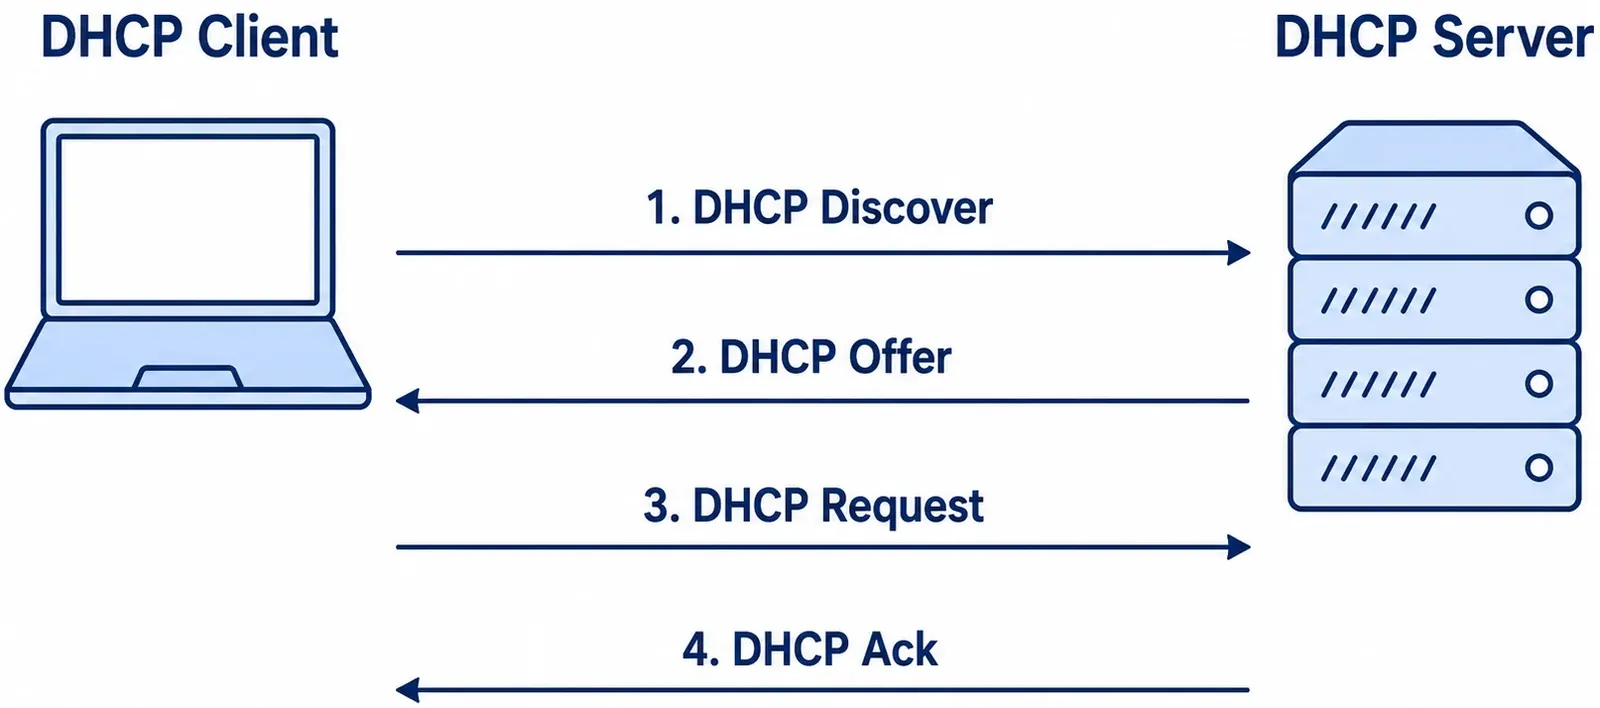 DHCP Client
DHCP Server
1. DHCP Discover
2. DHCP Offer
3. DHCP Request
4. DHCP Ack